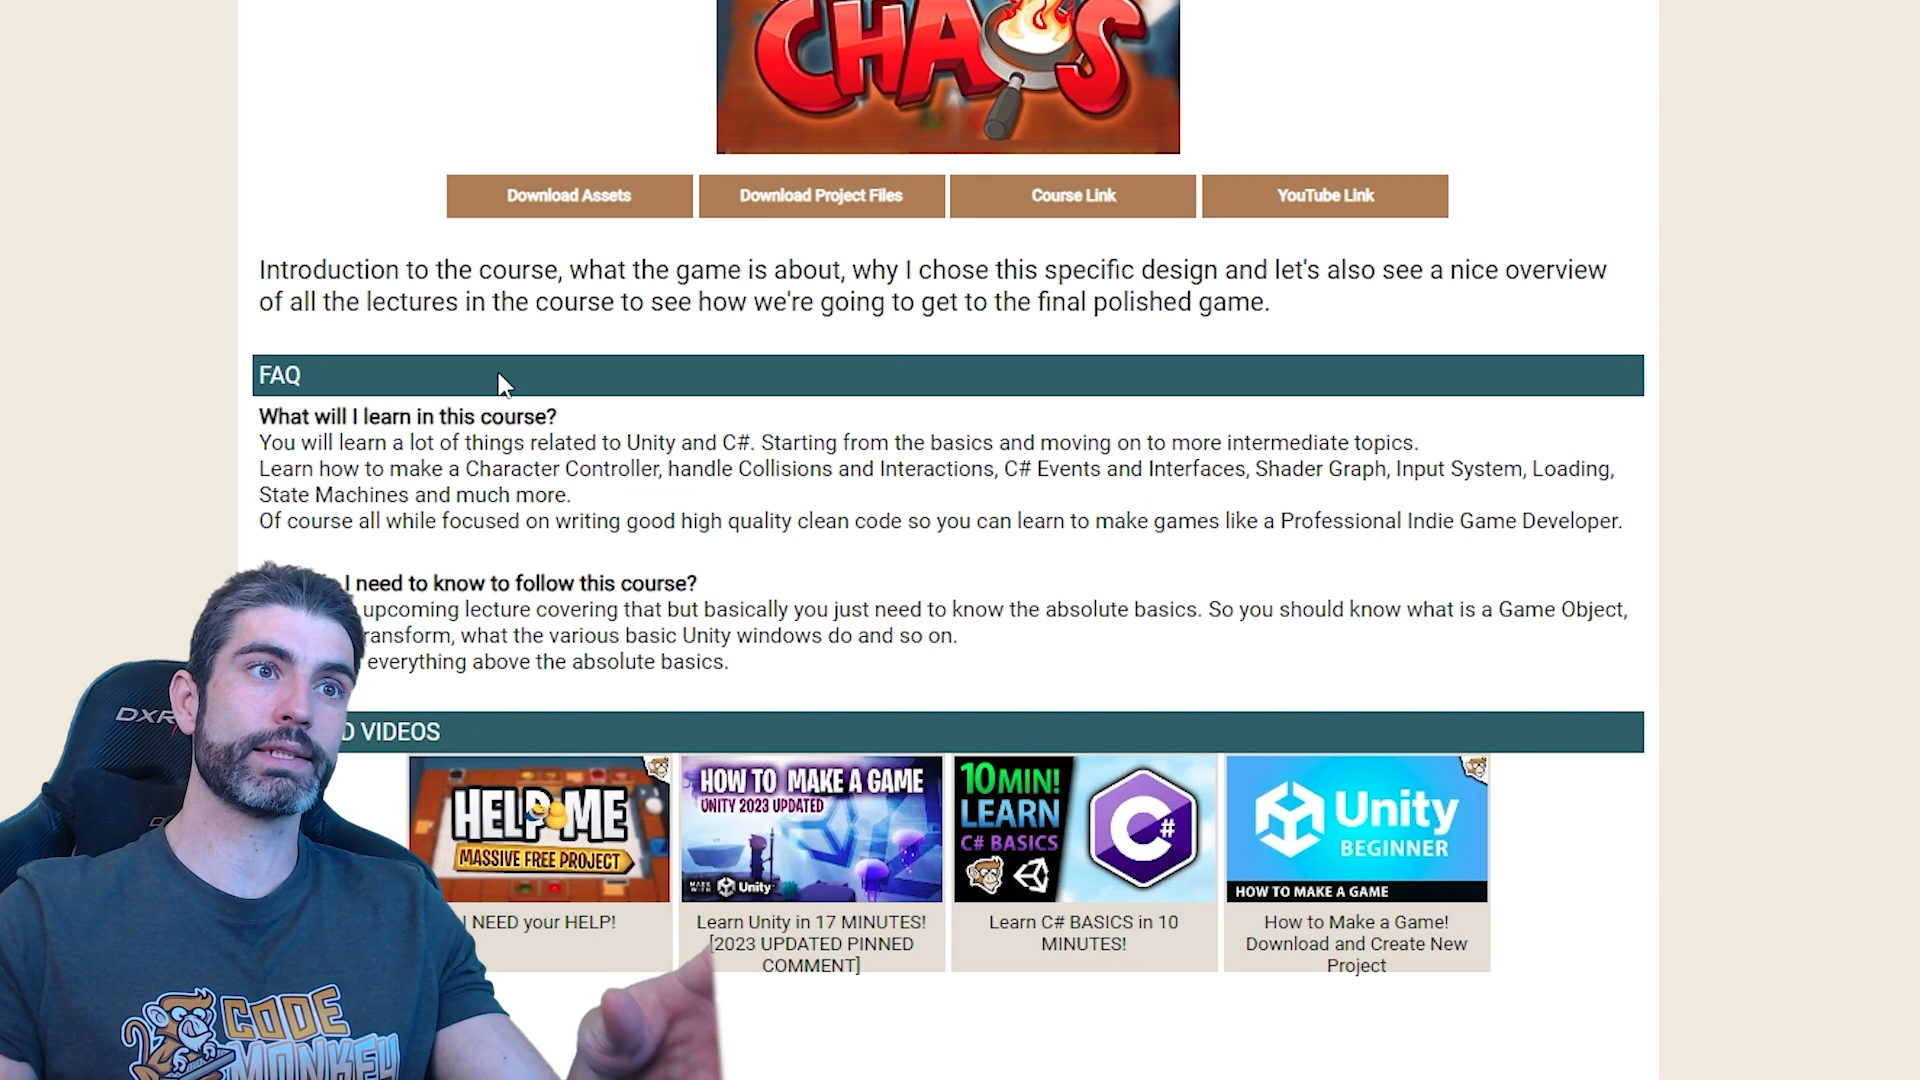 CHAOS
Download Assets
Download Project Files
Course Link
YouTube Link
Introduction to the course, what the game is about, why I chose this specific design and let's also see a nice overview
of all the lectures in the course to see how we're going to get to the final polished game.
FAQ
What will I learn in this course?
You will learn a lot of things related to Unity and C#. Starting from the basics and moving on to more intermediate topics.
Learn how to make a Character Controller, handle Collisions and Interactions, C# Events and Interfaces, Shader Graph, Input System, Loading,
State Machines and much more.
Of course all while focused on writing good high quality clean code so you can learn to make games like a Professional Indie Game Developer.
I need to know to follow this course?
upcoming lecture covering that but basically you just need to know the absolute basics. So you should know what is a Game Object,
ransform, what the various basic Unity windows do and so on.
everything above the absolute basics.
D VIDEOS
HELP ME
MASSIVE FREE PROJECT
I NEED your HELP!
HOW TO MAKE A GAME
UNITY 2023 UPDATED
MADE WITH Unity
Learn Unity in 17 MINUTES!
[2023 UPDATED PINNED
COMMENT]
10 MIN!
LEARN
C# BASICS
C#
Learn C# BASICS in 10
MINUTES!
Unity
BEGINNER
HOW TO MAKE A GAME
How to Make a Game!
Download and Create New
Project
DXR
CODE
MONKEY